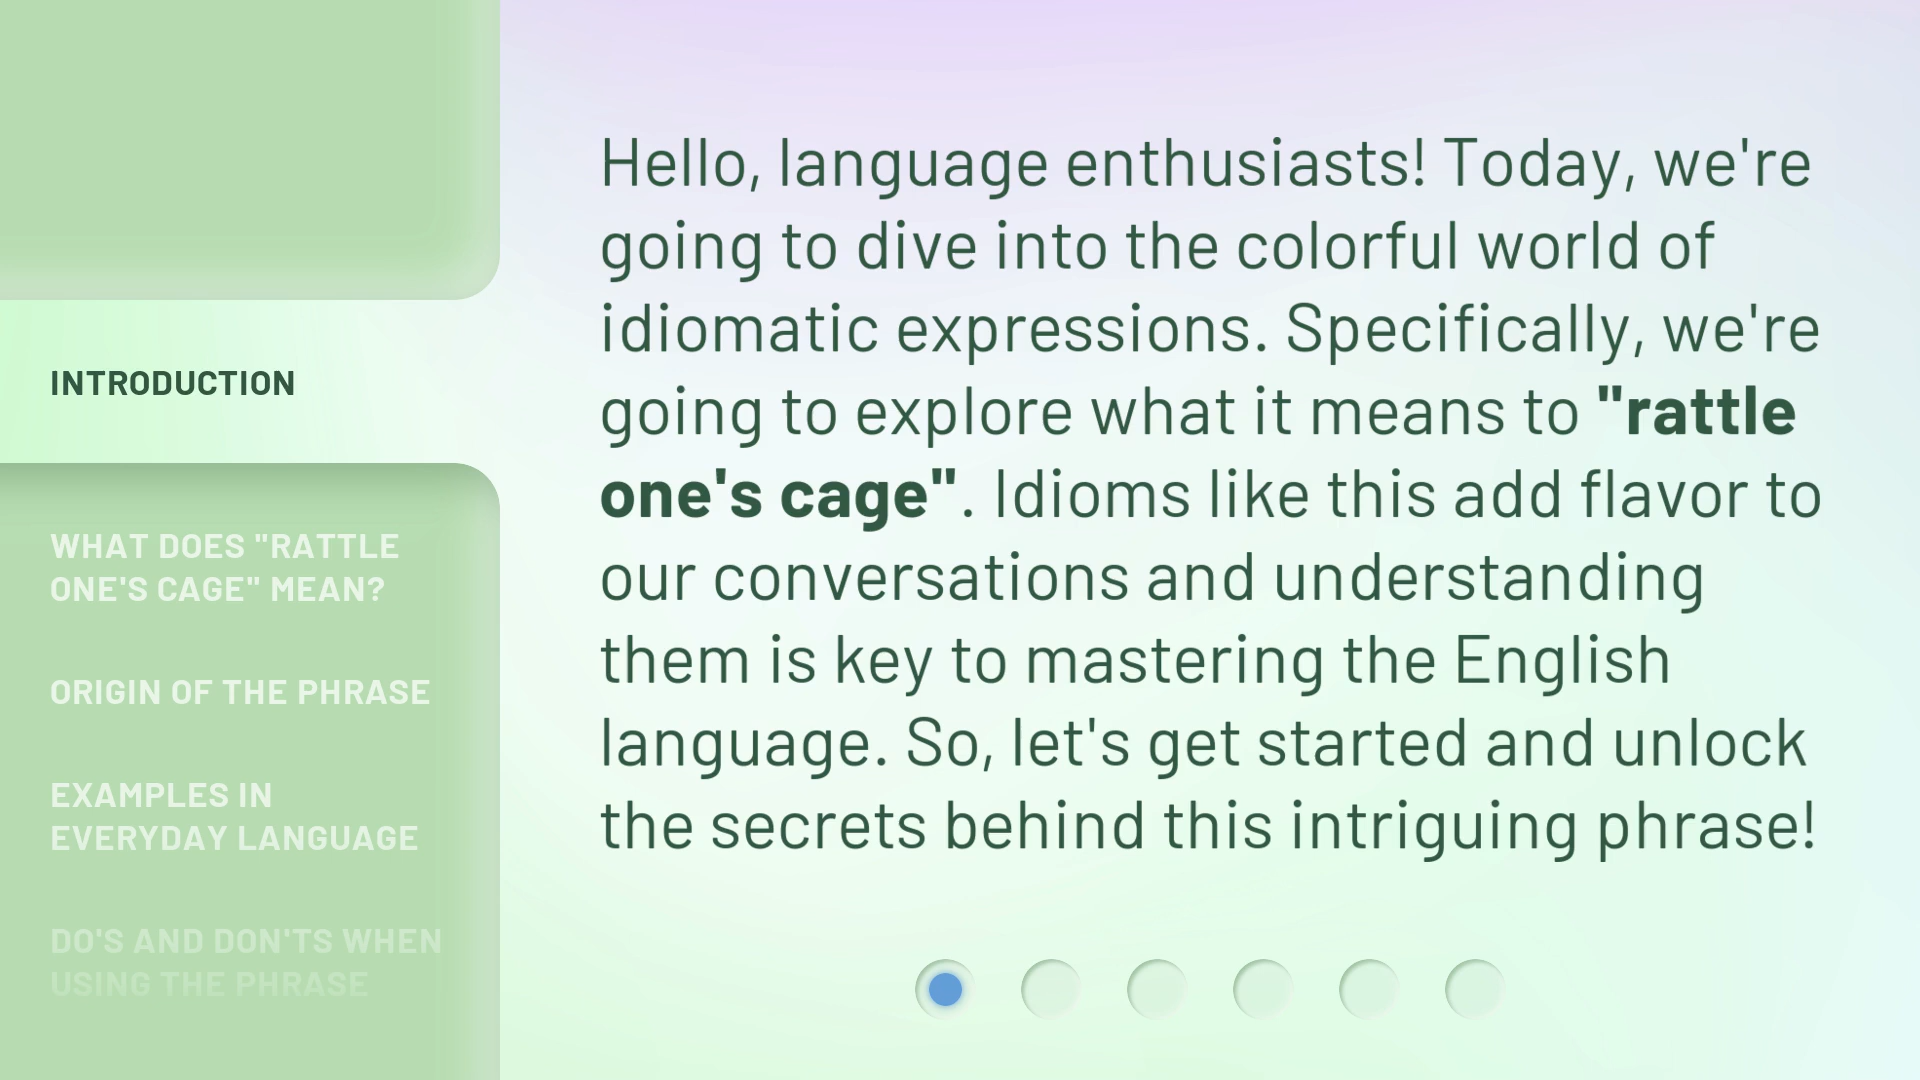 INTRODUCTION
WHAT DOES "RATTLE
ONE'S CAGE" MEAN?
ORIGIN OF THE PHRASE
EXAMPLES IN
EVERYDAY LANGUAGE
DO'S AND DON'TS WHEN
USING THE PHRASE
Hello, language enthusiasts! Today, we're
going to dive into the colorful world of
idiomatic expressions. Specifically, we're
going to explore what it means to "rattle
one's cage". Idioms like this add flavor to
our conversations and understanding
them is key to mastering the English
language. So, let's get started and unlock
the secrets behind this intriguing phrase!